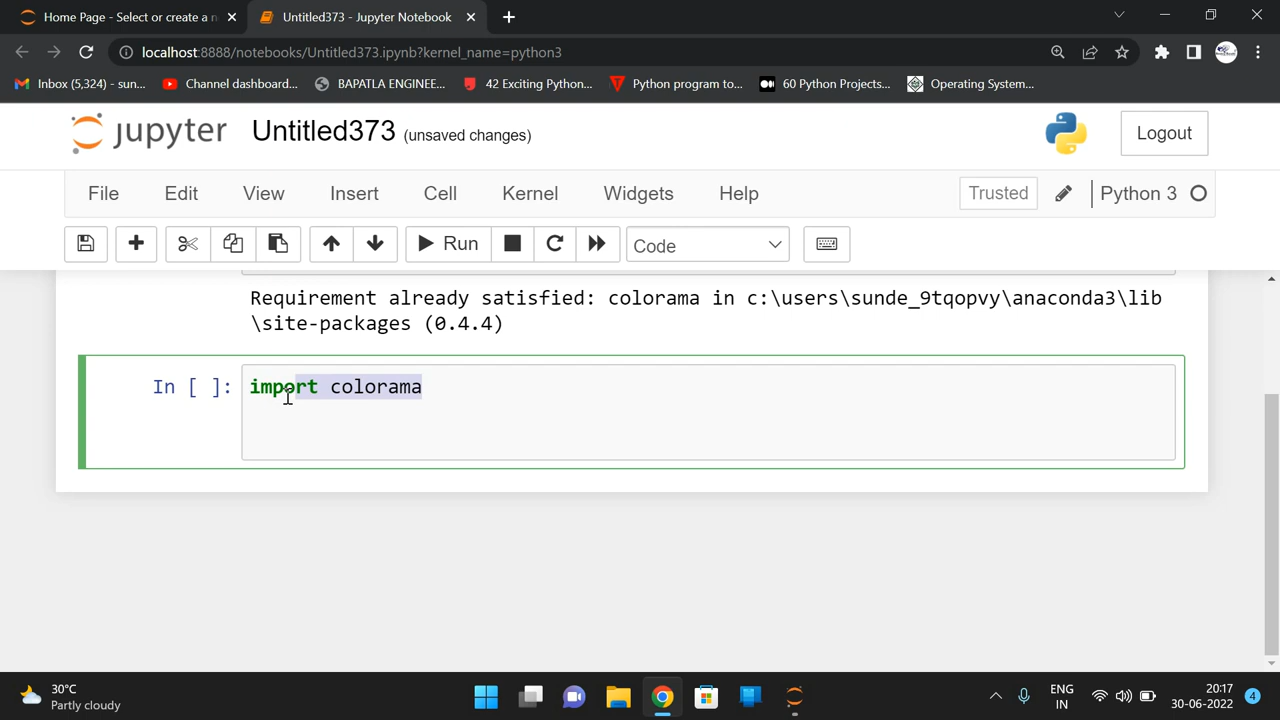 Home Page - Select or create a n
Untitled373 - Jupyter Notebook
localhost:8888/notebooks/Untitled373.ipynb?kernel_name=python3
Inbox (5,324) - sun...
Channel dashboard...
BAPATLA ENGINEE...
42 Exciting Python...
Python program to...
60 Python Projects...
Operating System...
jupyter
Untitled373 (unsaved changes)
Logout
File
Edit
View
Insert
Cell
Kernel
Widgets
Help
Trusted
Python 3
Run
Code
Requirement already satisfied: colorama in c:\users\sunde_9tqopvy\anaconda3\lib
\site-packages (0.4.4)
In [ ]:
import colorama
30°C
Partly cloudy
ENG
IN
20:17
30-06-2022
4